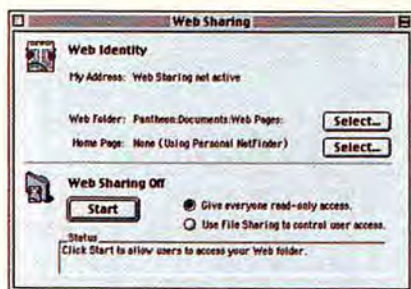 Web Sharing
Web Identity
My Address: Web Sharing not active
Web Folder: Pantheon:Documents:Web Pages:
Select...
Home Page: None (Using Personal NetFinder)
Select...
Web Sharing Off
Start
Give everyone read-only access.
Use File Sharing to control user access.
Status
Click Start to allow users to access your Web folder.